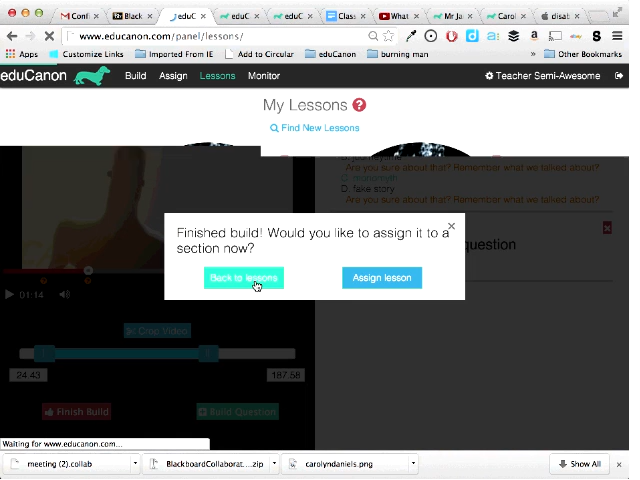 Confi
Black
eduC
eduC
eduC
Class
What
Mr Ja
Carol
disab
www.educanon.com/panel/lessons/
Apps Customize Links Imported From IE Add to Circular eduCanon burning man » Other Bookmarks
eduCanon Build Assign Lessons Monitor Teacher Semi-Awesome
My Lessons ?
Find New Lessons
Are you sure about that? Remember what we talked about?
D. fake story
Are you sure about that? Remember what we talked about?
Finished build! Would you like to assign it to a
section now?
Back to lessons Assign lesson
question
01:14
Crop Video
24.43 187.58
Finish Build Build Question
Waiting for www.educanon.com...
meeting (2).collab BlackboardCollaborat....zip carolyndaniels.png Show All